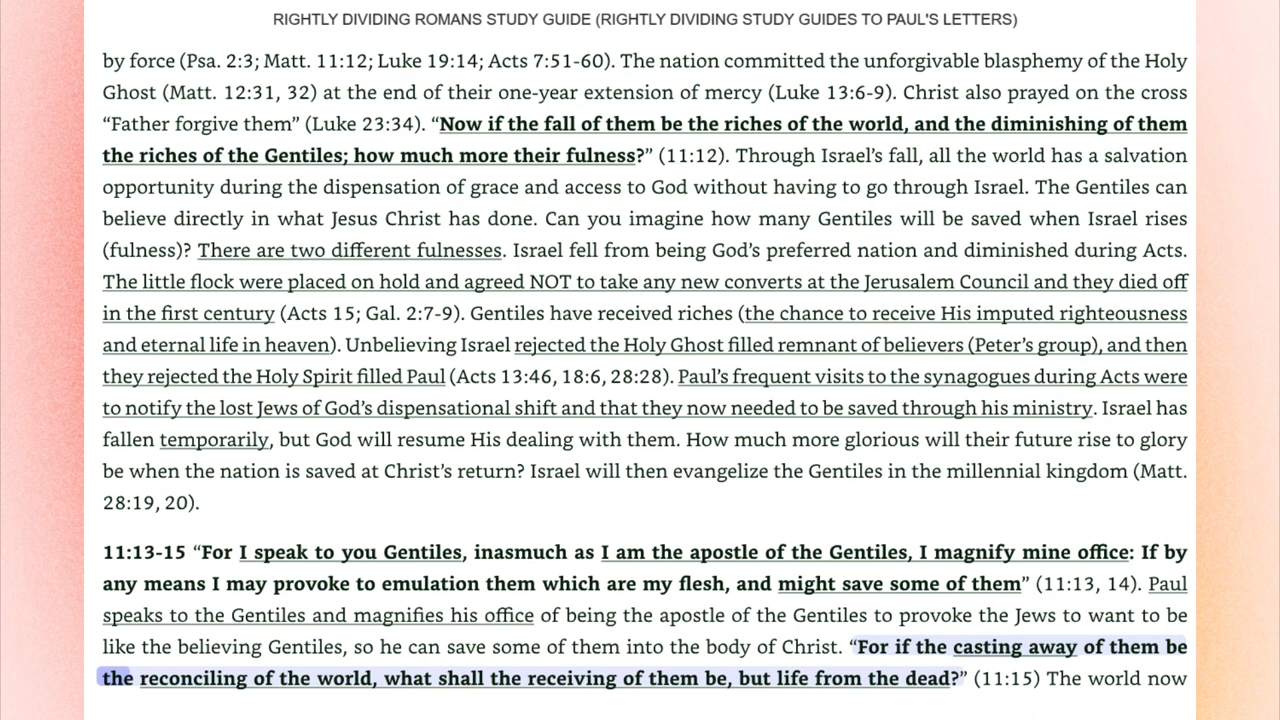 RIGHTLY DIVIDING ROMANS STUDY GUIDE (RIGHTLY DIVIDING STUDY GUIDES TO PAUL'S LETTERS)
by force (Psa. 2:3; Matt. 11:12; Luke 19:14; Acts 7:51-60). The nation committed the unforgivable blasphemy of the Holy
Ghost (Matt. 12:31, 32) at the end of their one-year extension of mercy (Luke 13:6-9). Christ also prayed on the cross
“Father forgive them” (Luke 23:34). “Now if the fall of them be the riches of the world, and the diminishing of them
the riches of the Gentiles; how much more their fulness?” (11:12). Through Israel’s fall, all the world has a salvation
opportunity during the dispensation of grace and access to God without having to go through Israel. The Gentiles can
believe directly in what Jesus Christ has done. Can you imagine how many Gentiles will be saved when Israel rises
(fulness)? There are two different fulnesses. Israel fell from being God’s preferred nation and diminished during Acts.
The little flock were placed on hold and agreed NOT to take any new converts at the Jerusalem Council and they died off
in the first century (Acts 15; Gal. 2:7-9). Gentiles have received riches (the chance to receive His imputed righteousness
and eternal life in heaven). Unbelieving Israel rejected the Holy Ghost filled remnant of believers (Peter’s group), and then
they rejected the Holy Spirit filled Paul (Acts 13:46, 18:6, 28:28). Paul’s frequent visits to the synagogues during Acts were
to notify the lost Jews of God’s dispensational shift and that they now needed to be saved through his ministry. Israel has
fallen temporarily, but God will resume His dealing with them. How much more glorious will their future rise to glory
be when the nation is saved at Christ’s return? Israel will then evangelize the Gentiles in the millennial kingdom (Matt.
28:19, 20).
11:13-15 “For I speak to you Gentiles, inasmuch as I am the apostle of the Gentiles, I magnify mine office: If by
any means I may provoke to emulation them which are my flesh, and might save some of them” (11:13, 14). Paul
speaks to the Gentiles and magnifies his office of being the apostle of the Gentiles to provoke the Jews to want to be
like the believing Gentiles, so he can save some of them into the body of Christ. “For if the casting away of them be
the reconciling of the world, what shall the receiving of them be, but life from the dead?” (11:15) The world now